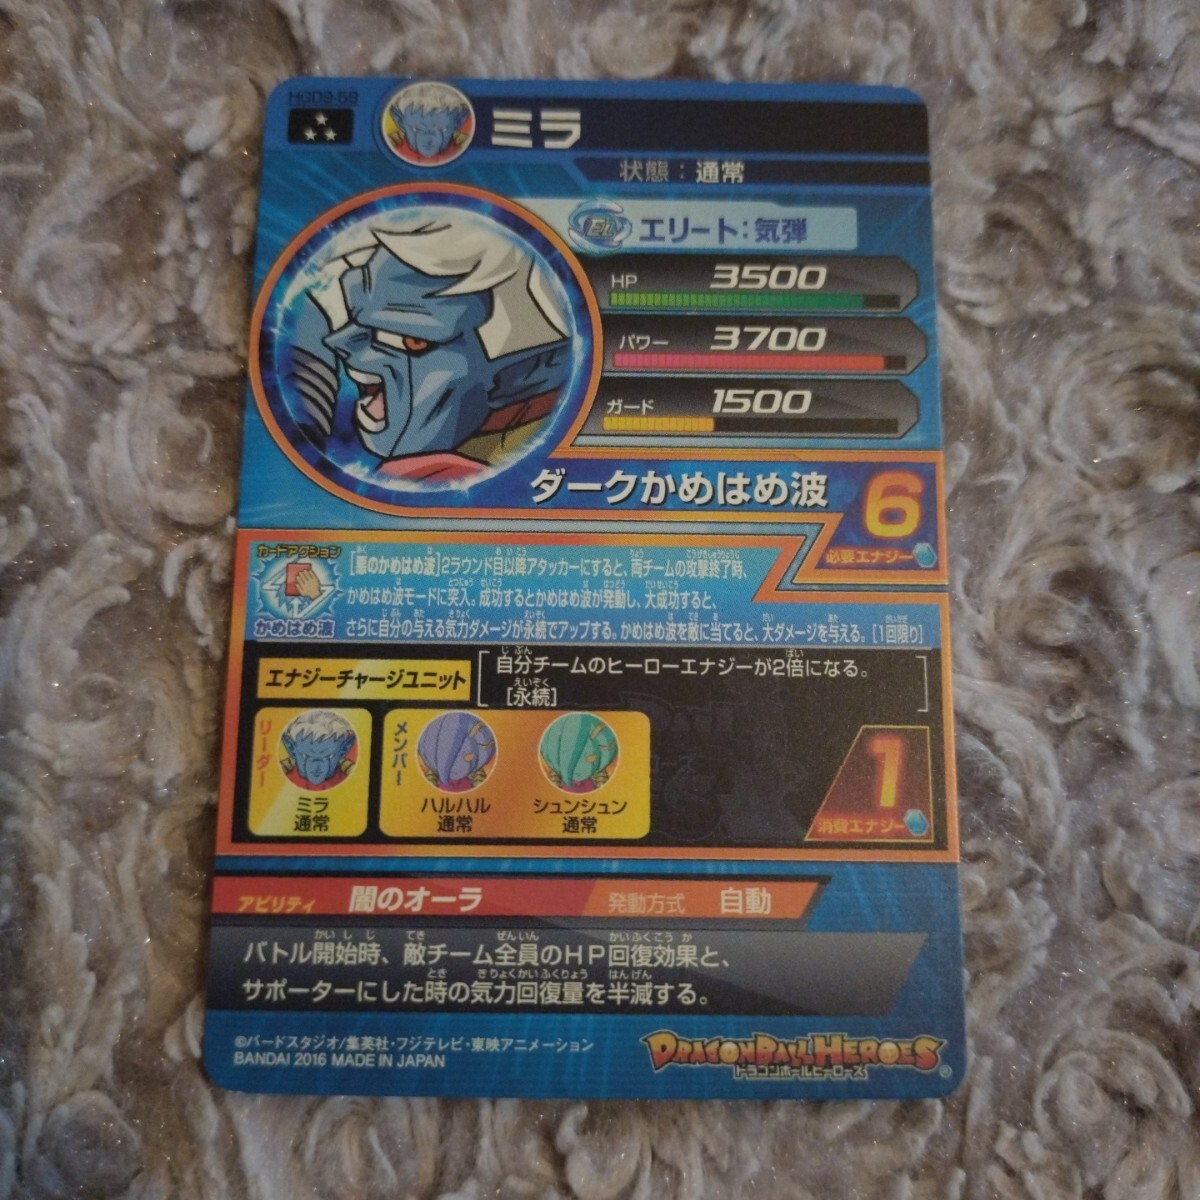 HGD9-58
ミラ
状態：通常
EL エリート：気弾
HP 3500
パワー 3700
ガード 1500
ダークかめはめ波
6
必要エナジー
カードアクション
かめはめ波
[悪のかめはめ波]2ラウンド目以降アタッカーにすると、両チームの攻撃終了時、
かめはめ波モードに突入。成功するとかめはめ波が発動し、大成功すると、
さらに自分の与える気力ダメージが永続でアップする。かめはめ波を敵に当てると、大ダメージを与える。[1回限り]
エナジーチャージユニット
自分チームのヒーローエナジーが2倍になる。
[永続]
リーダー
ミラ
通常
メンバー
ハルハル
通常
シュンシュン
通常
1
消費エナジー
アビリティ 闇のオーラ 発動方式 自動
バトル開始時、敵チーム全員のHP回復効果と、
サポーターにした時の気力回復量を半減する。
©バードスタジオ/集英社・フジテレビ・東映アニメーション
BANDAI 2016 MADE IN JAPAN
DRAGONBALL HEROES
ドラゴンボールヒーローズ
®